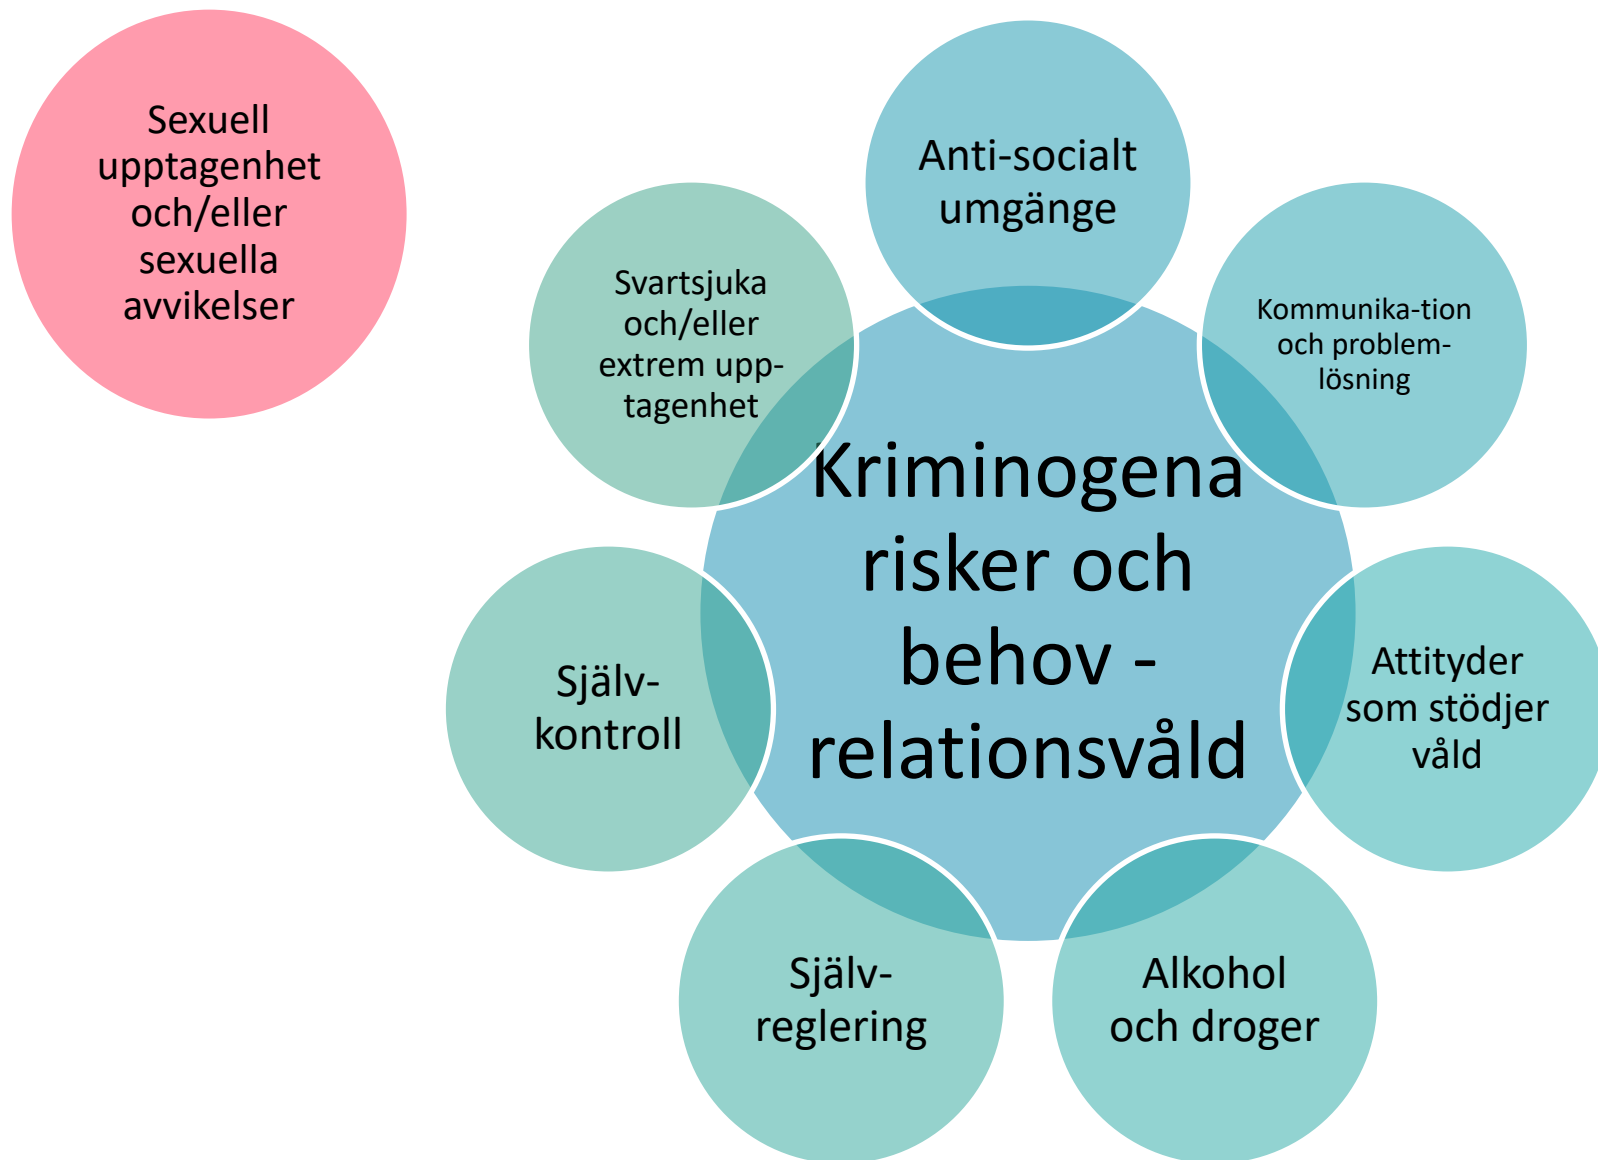 Sexuell
upptagenhet
och/eller
sexuella
avvikelser
Anti-socialt
umgänge
Kommunika-tion
och problem-
lösning
Attityder
som stödjer
våld
Alkohol
och droger
Själv-
reglering
Själv-
kontroll
Svartsjuka
och/eller
extrem upp-
tagenhet
Kriminogena
risker och
behov -
relationsvåld